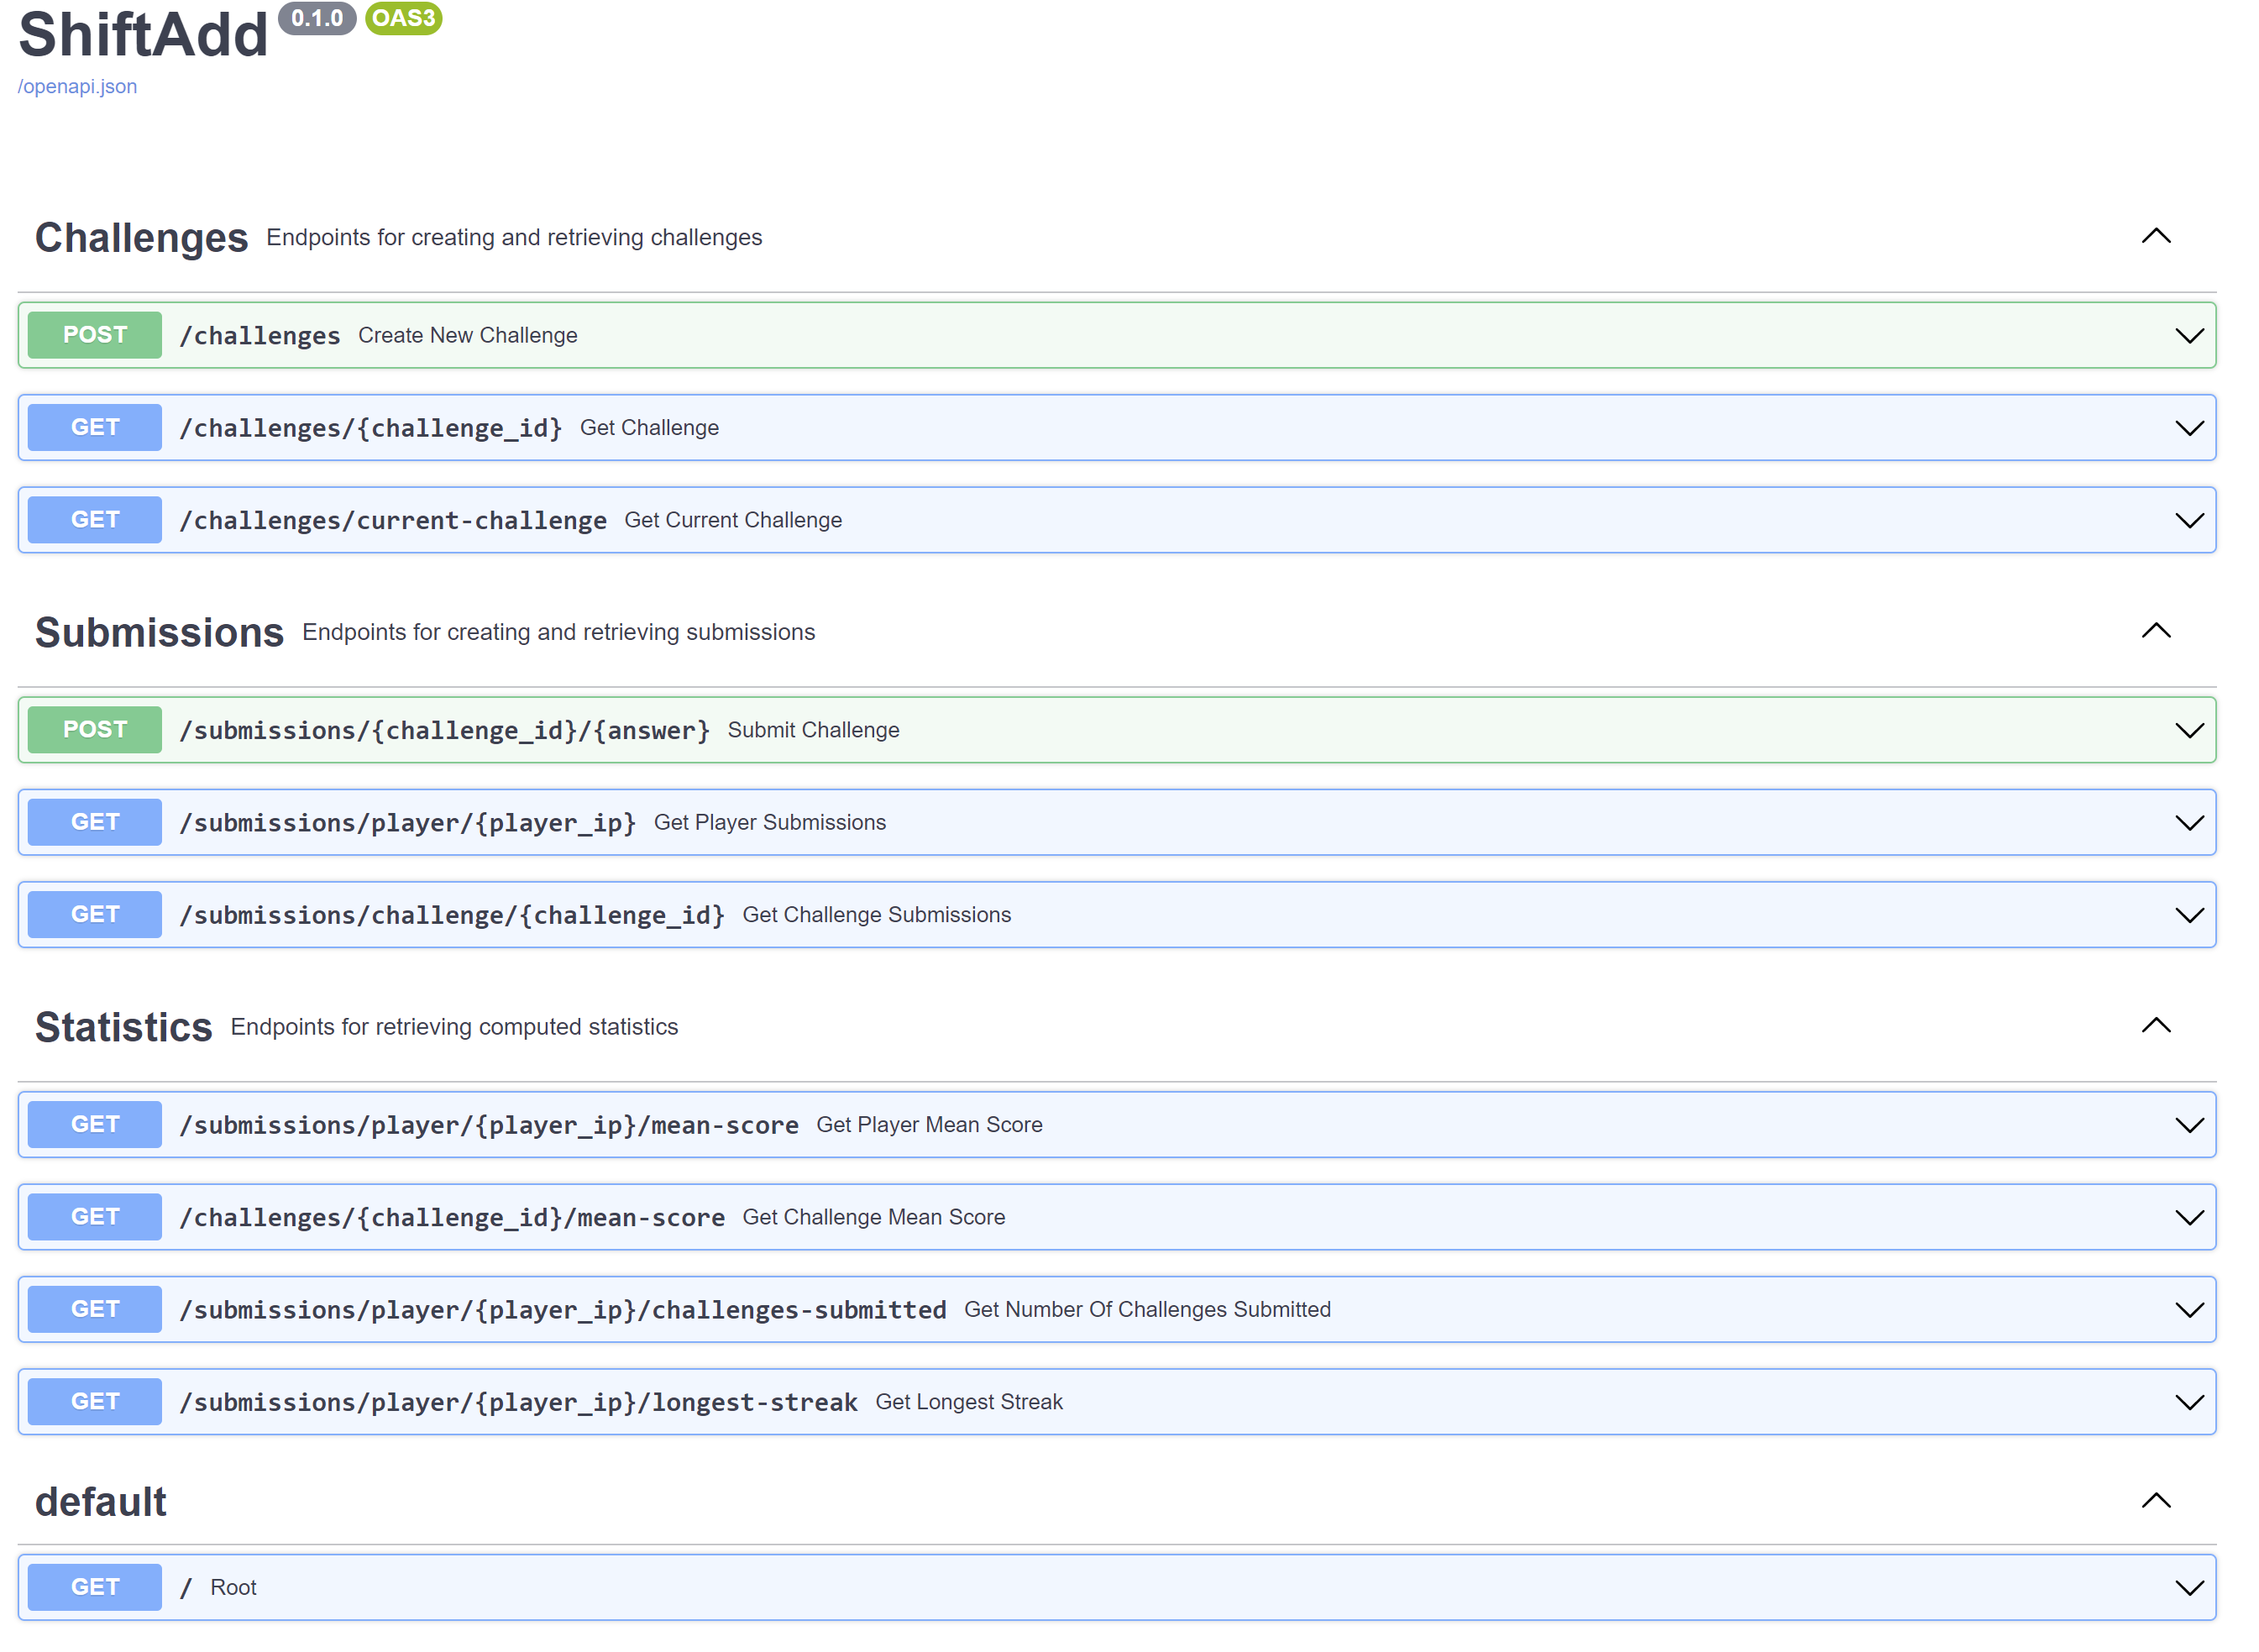 ShiftAdd 0.1.0 OAS3
/openapi.json
Challenges Endpoints for creating and retrieving challenges
POST /challenges Create New Challenge
GET /challenges/{challenge_id} Get Challenge
GET /challenges/current-challenge Get Current Challenge
Submissions Endpoints for creating and retrieving submissions
POST /submissions/{challenge_id}/{answer} Submit Challenge
GET /submissions/player/{player_ip} Get Player Submissions
GET /submissions/challenge/{challenge_id} Get Challenge Submissions
Statistics Endpoints for retrieving computed statistics
GET /submissions/player/{player_ip}/mean-score Get Player Mean Score
GET /challenges/{challenge_id}/mean-score Get Challenge Mean Score
GET /submissions/player/{player_ip}/challenges-submitted Get Number Of Challenges Submitted
GET /submissions/player/{player_ip}/longest-streak Get Longest Streak
default
GET / Root